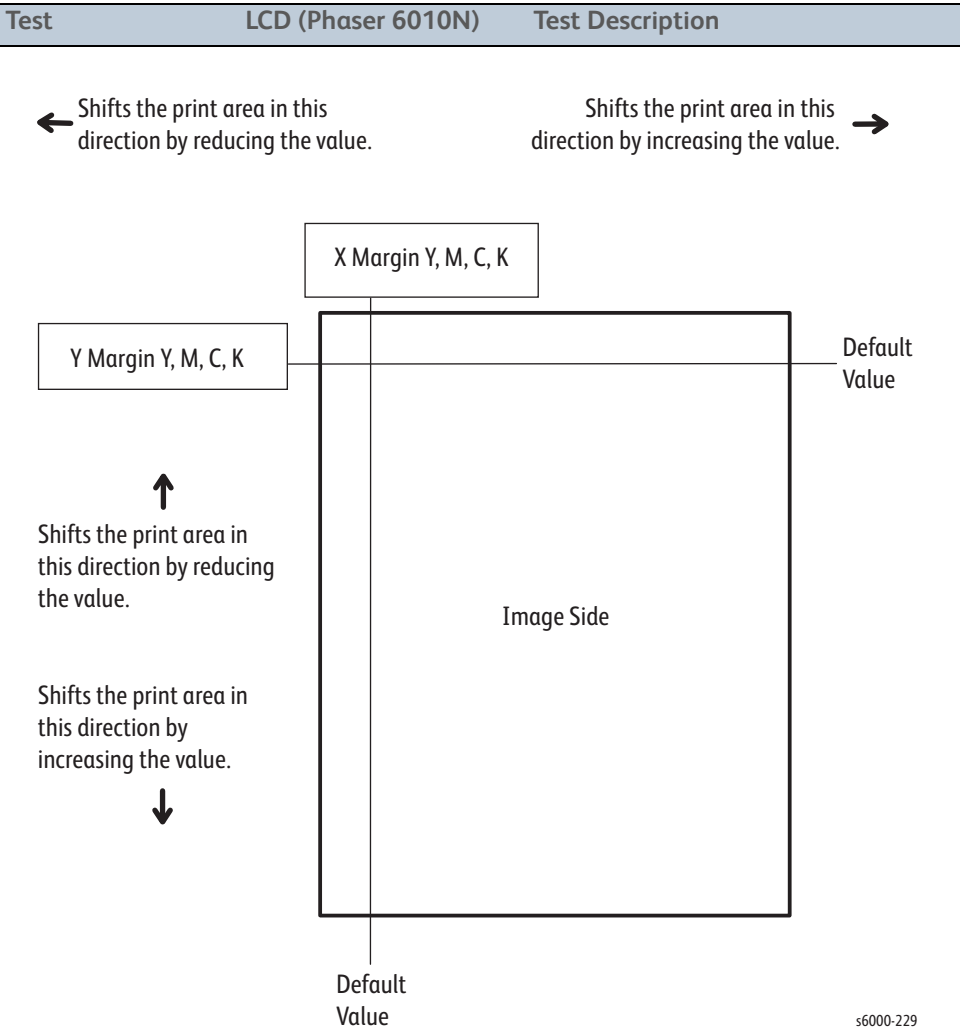 Test LCD (Phaser 6010N) Test Description
Shifts the print area in this
direction by reducing the value.
Shifts the print area in this
direction by increasing the value.
X Margin Y, M, C, K
Y Margin Y, M, C, K
Default
Value
Shifts the print area in
this direction by reducing
the value.
Image Side
Shifts the print area in
this direction by
increasing the value.
Default
Value
s6000-229